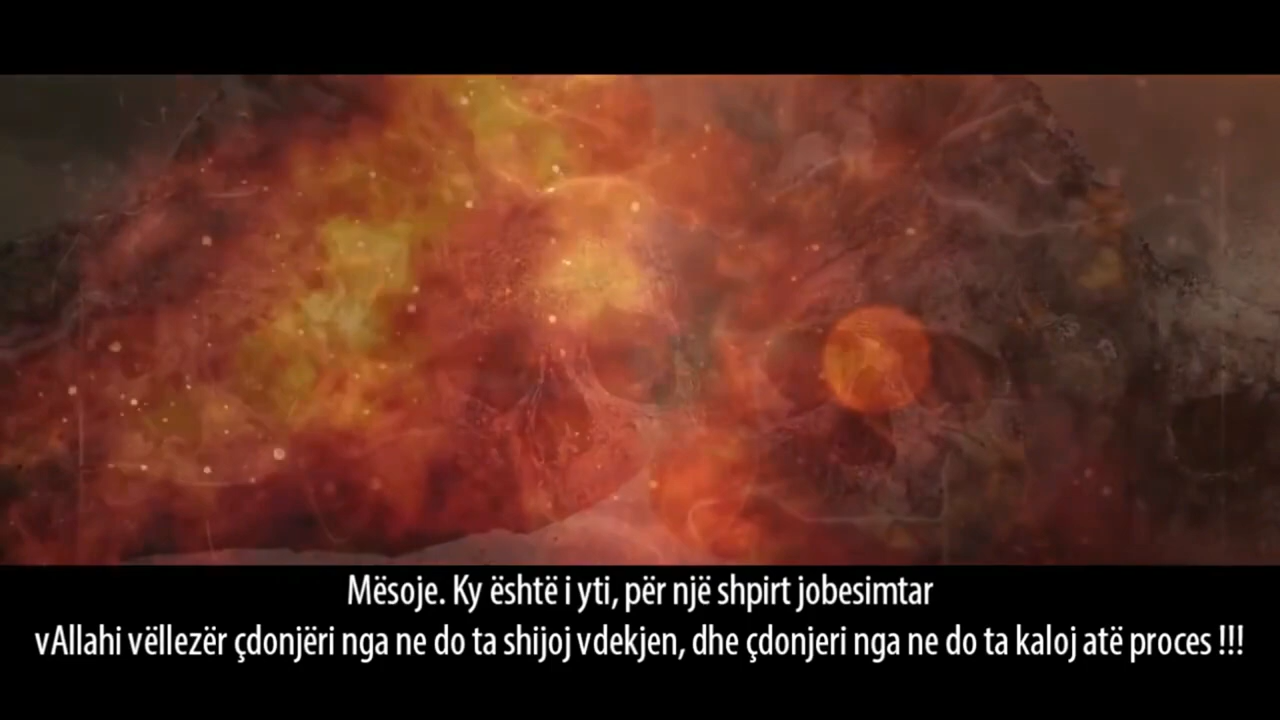 Mësoje. Ky është i yti, për një shpirt jobesimtar
vAllahi vëllezër çdonjëri nga ne do ta shijoj vdekjen, dhe çdonjeri nga ne do ta kaloj atë proces !!!